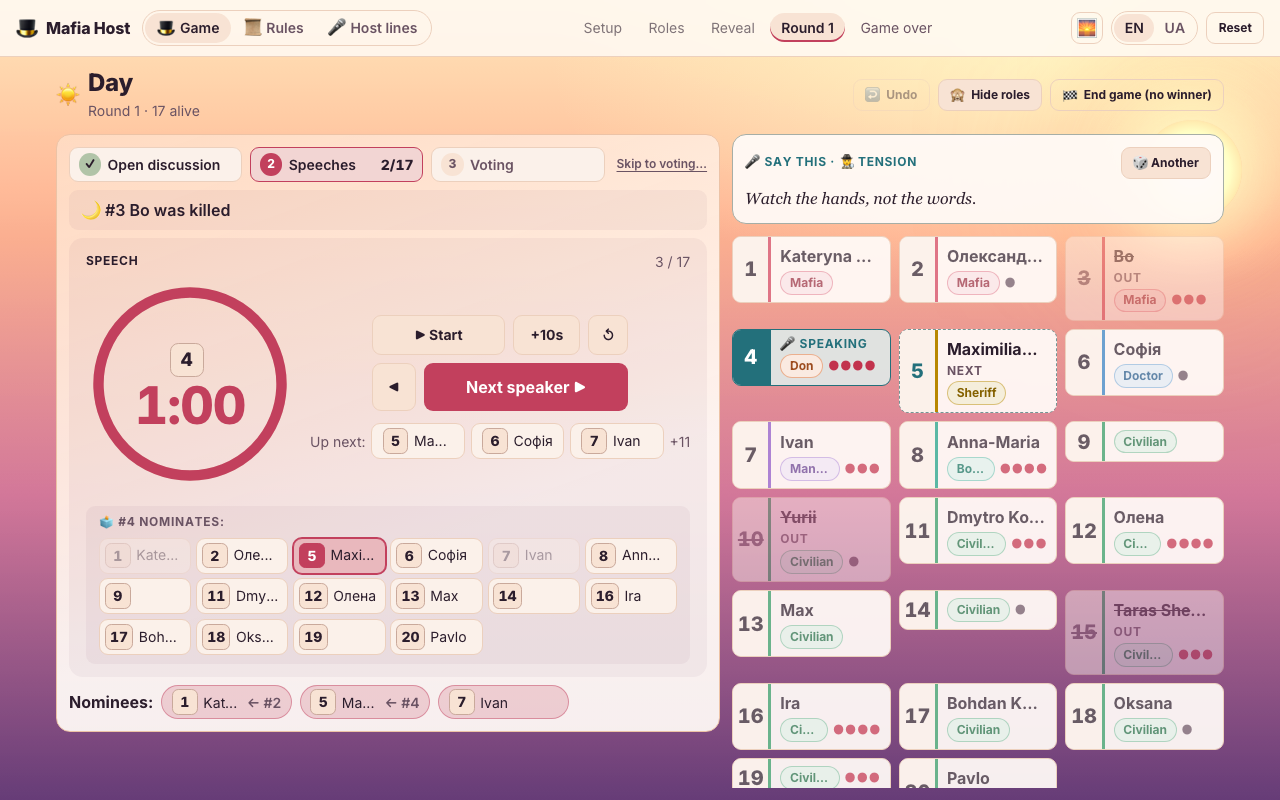 Mafia Host
Game
Rules
Host lines
Setup
Roles
Reveal
Round 1
Game over
EN
UA
Reset
Day
Round 1 · 17 alive
Undo
Hide roles
End game (no winner)
Open discussion
2 Speeches 2/17
3 Voting
Skip to voting...
#3 Bo was killed
SPEECH
3 / 17
4
1:00
Start
+10s
Next speaker
Up next:
5 Ma...
6 Софія
7 Ivan
+11
#4 NOMINATES:
1 Kate...
2 Оле...
5 Maxi...
6 Софія
7 Ivan
8 Ann...
9
11 Dmy...
12 Олена
13 Max
14
16 Ira
17 Boh...
18 Oks...
19
20 Pavlo
Nominees:
1 Kat... ← #2
5 Ma... ← #4
7 Ivan
SAY THIS · TENSION
Another
Watch the hands, not the words.
1
Kateryna ...
Mafia
2
Олександ...
Mafia
3
Bo
OUT
Mafia
4
SPEAKING
Don
5
Maximilia...
NEXT
Sheriff
6
Софія
Doctor
7
Ivan
Man...
8
Anna-Maria
Bo...
9
Civilian
10
Yurii
OUT
Civilian
11
Dmytro Ko...
Civil...
12
Олена
Ci...
13
Max
Civilian
14
Civilian
15
Taras She...
OUT
Civil...
16
Ira
Ci...
17
Bohdan K...
Civilian
18
Oksana
Civilian
19
Civil...
Pavlo